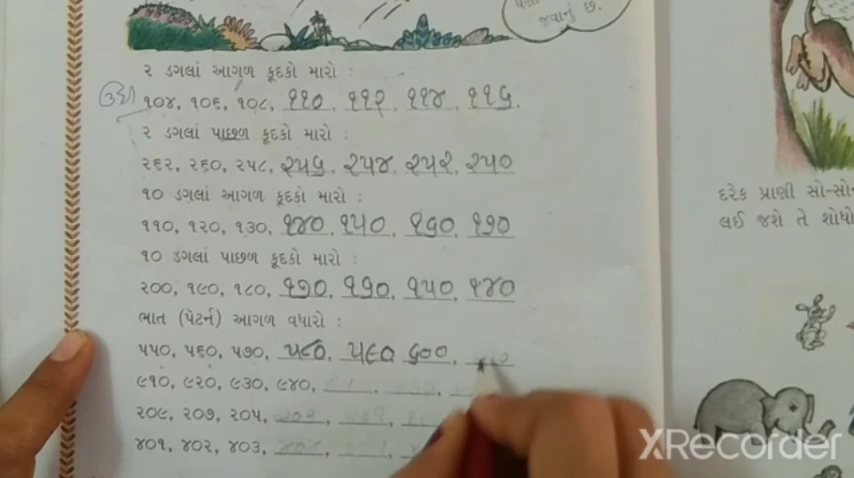 જવાનું છે.
૨ ડગલાં આગળ કૂદકો મારો :
૧૦૪, ૧૦૬, ૧૦૮, ૧૧૦, ૧૧૨, ૧૧૪, ૧૧૬.
૨ ડગલાં પાછળ કૂદકો મારો :
૨૬૨, ૨૬૦, ૨૫૮, ૨૫૬, ૨૫૪, ૨૫૨, ૨૫૦
૧૦ ડગલાં આગળ કૂદકો મારો :
૧૧૦, ૧૨૦, ૧૩૦, ૧૪૦, ૧૫૦, ૧૬૦, ૧૭૦
૧૦ ડગલાં પાછળ કૂદકો મારો :
૨૦૦, ૧૯૦, ૧૮૦, ૧૭૦, ૧૬૦, ૧૫૦, ૧૪૦
ભાત (પેટર્ન) આગળ વધારો :
૫૫૦, ૫૬૦, ૫૭૦, ૫૮૦, ૫૯૦ ૬૦૦,
૯૧૦, ૯૨૦, ૯૩૦, ૯૪૦,
૨૦૯, ૨૦૭, ૨૦૫, ૨૦૩,
૪૦૧, ૪૦૨, ૪૦૩, ૪૦૪,
દરેક પ્રાણી સો-સો
લઈ જશે તે શોધો
XRecorder